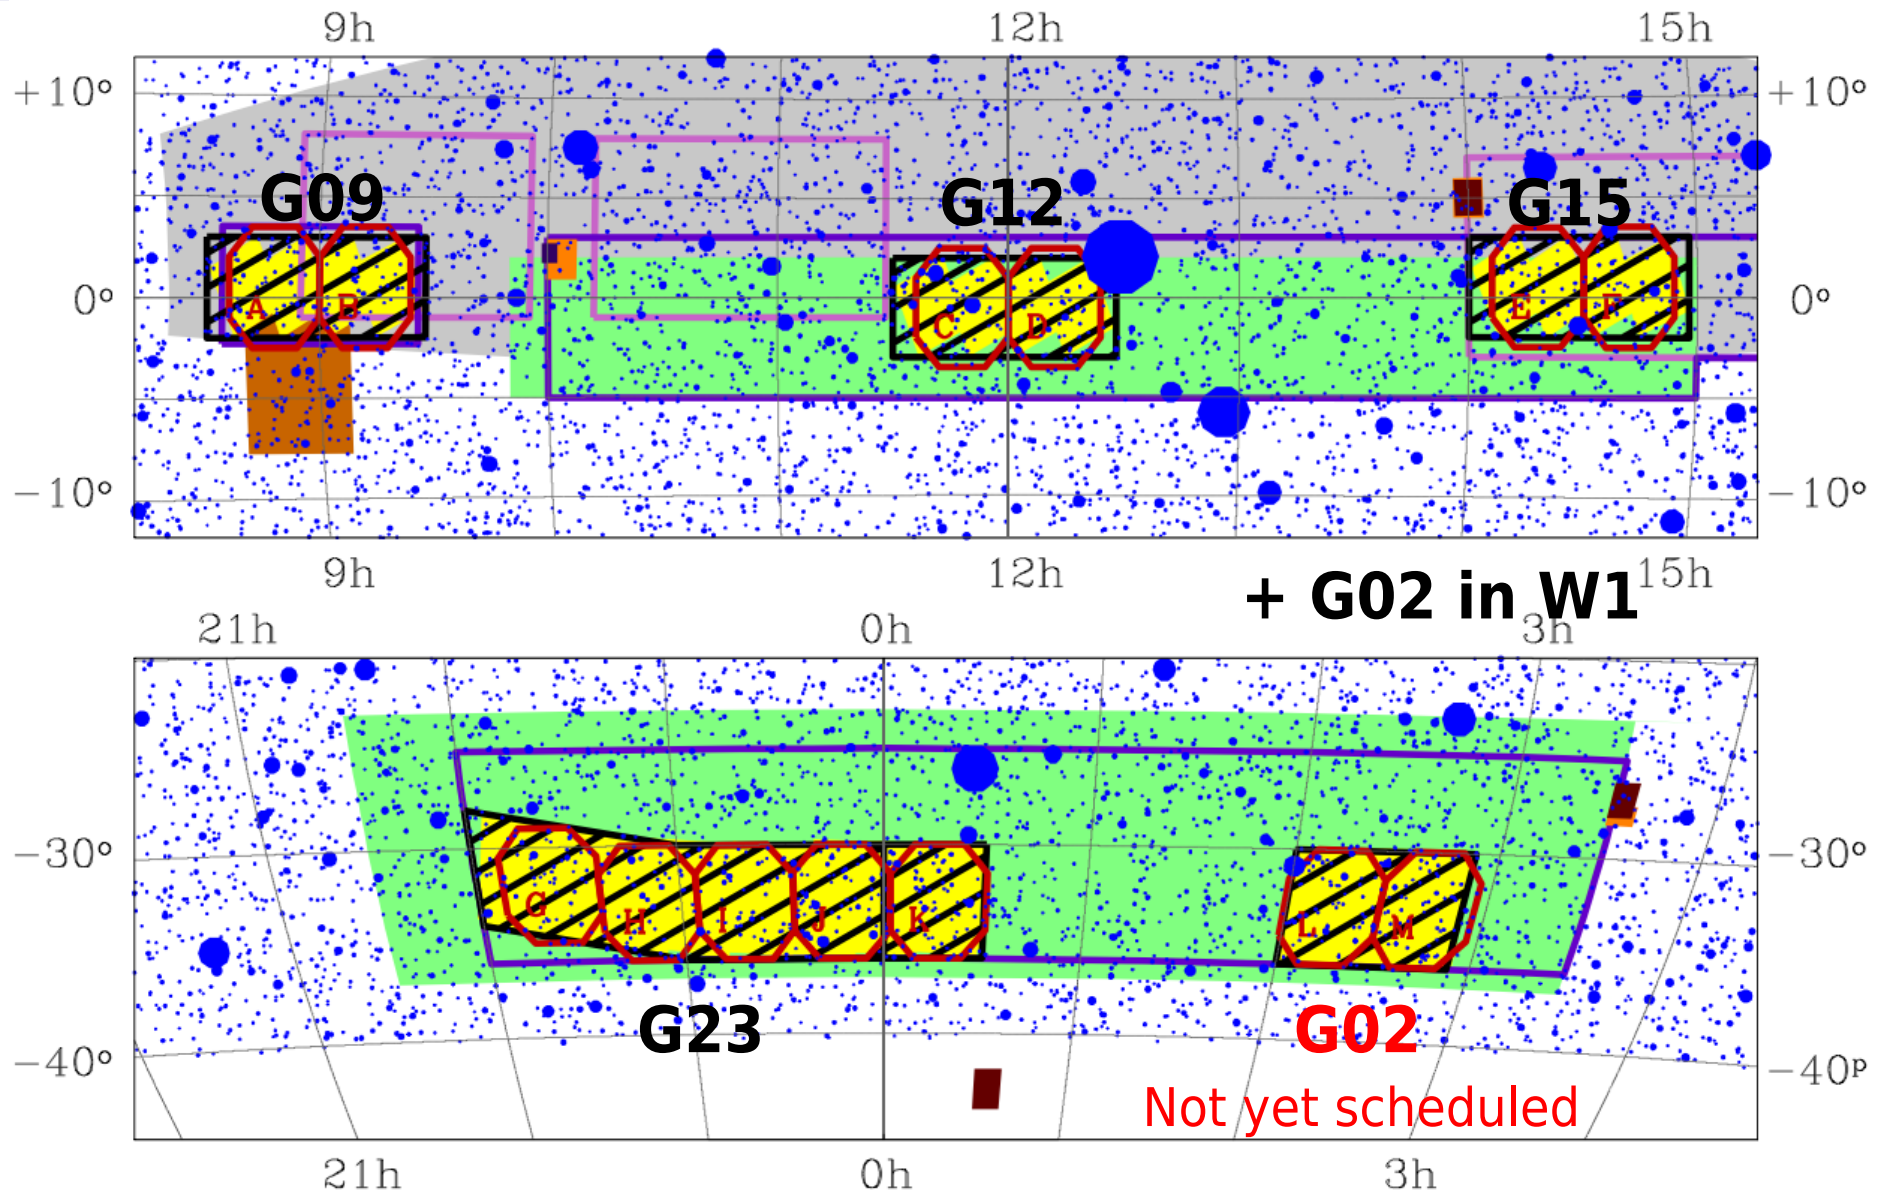 9h 12h 15h
+10° +10°
G09 G12 G15
0° 0°
A B C D E F
−10° −10°
9h 12h 15h
+ G02 in W1
21h 0h 3h
−30° −30°
G H I J K L M
G23 G02
−40° −40P
Not yet scheduled
21h 0h 3h